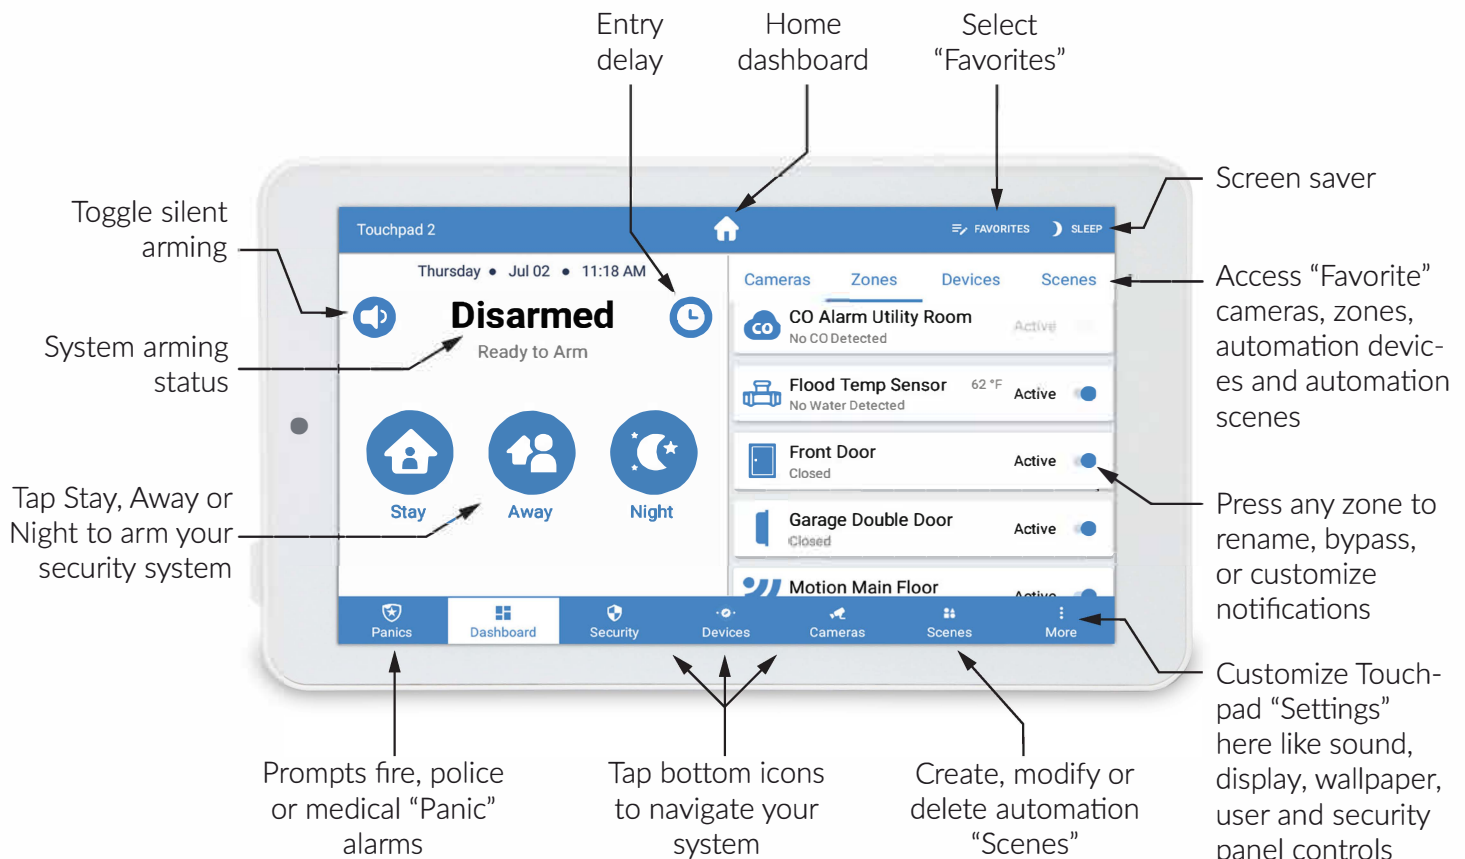 Entry
delay
Home
dashboard
Select
“Favorites”
Screen saver
Toggle silent
arming
System arming
status
Tap Stay, Away or
Night to arm your
security system
Touchpad 2
FAVORITES
SLEEP
Thursday • Jul 02 • 11:18 AM
Disarmed
Ready to Arm
Stay
Away
Night
Cameras
Zones
Devices
Scenes
CO
CO Alarm Utility Room
No CO Detected
Active
Flood Temp Sensor
62 °F
No Water Detected
Active
Front Door
Closed
Active
Garage Double Door
Closed
Active
Motion Main Floor
Active
Panics
Dashboard
Security
Devices
Cameras
Scenes
More
Access “Favorite”
cameras, zones,
automation devic-
es and automation
scenes
Press any zone to
rename, bypass,
or customize
notifications
Customize Touch-
pad “Settings”
here like sound,
display, wallpaper,
user and security
panel controls
Prompts fire, police
or medical “Panic”
alarms
Tap bottom icons
to navigate your
system
Create, modify or
delete automation
“Scenes”